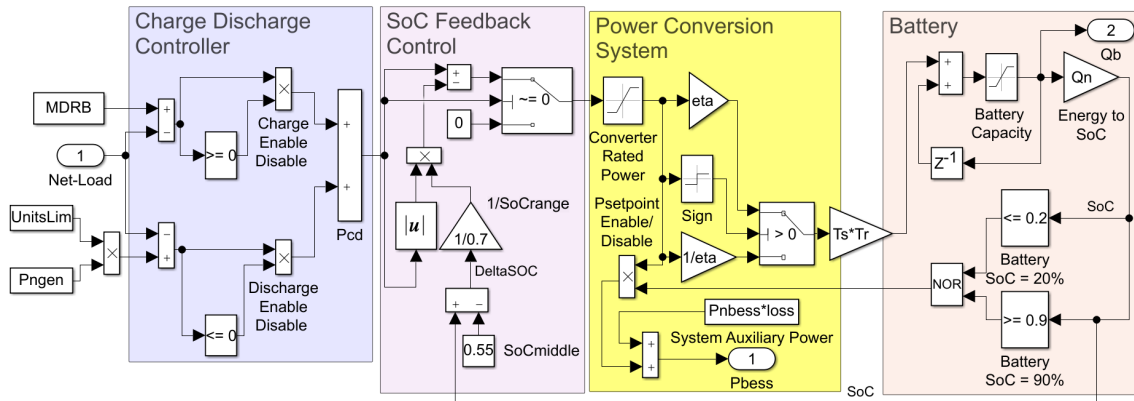 Charge Discharge
Controller
MDRB
+
−
1
Net-Load
>= 0
×
Charge
Enable
Disable
UnitsLim
Pngen
×
−
+
<= 0
×
Discharge
Enable
Disable
+
+
Pcd
SoC Feedback
Control
+
−
~= 0
0
×
|u|
1/SoCrange
1/0.7
DeltaSOC
+
−
0.55
SoCmiddle
Power Conversion
System
Converter
Rated
Power
eta
Psetpoint
Enable/
Disable
Sign
> 0
1/eta
×
Ts*Tr
Pnbess*loss
System Auxiliary Power
+
+
1
Pbess
SoC
Battery
2
Qb
+
+
Battery
Capacity
Qn
Energy to
SoC
Z-1
SoC
<= 0.2
Battery
SoC = 20%
NOR
>= 0.9
Battery
SoC = 90%